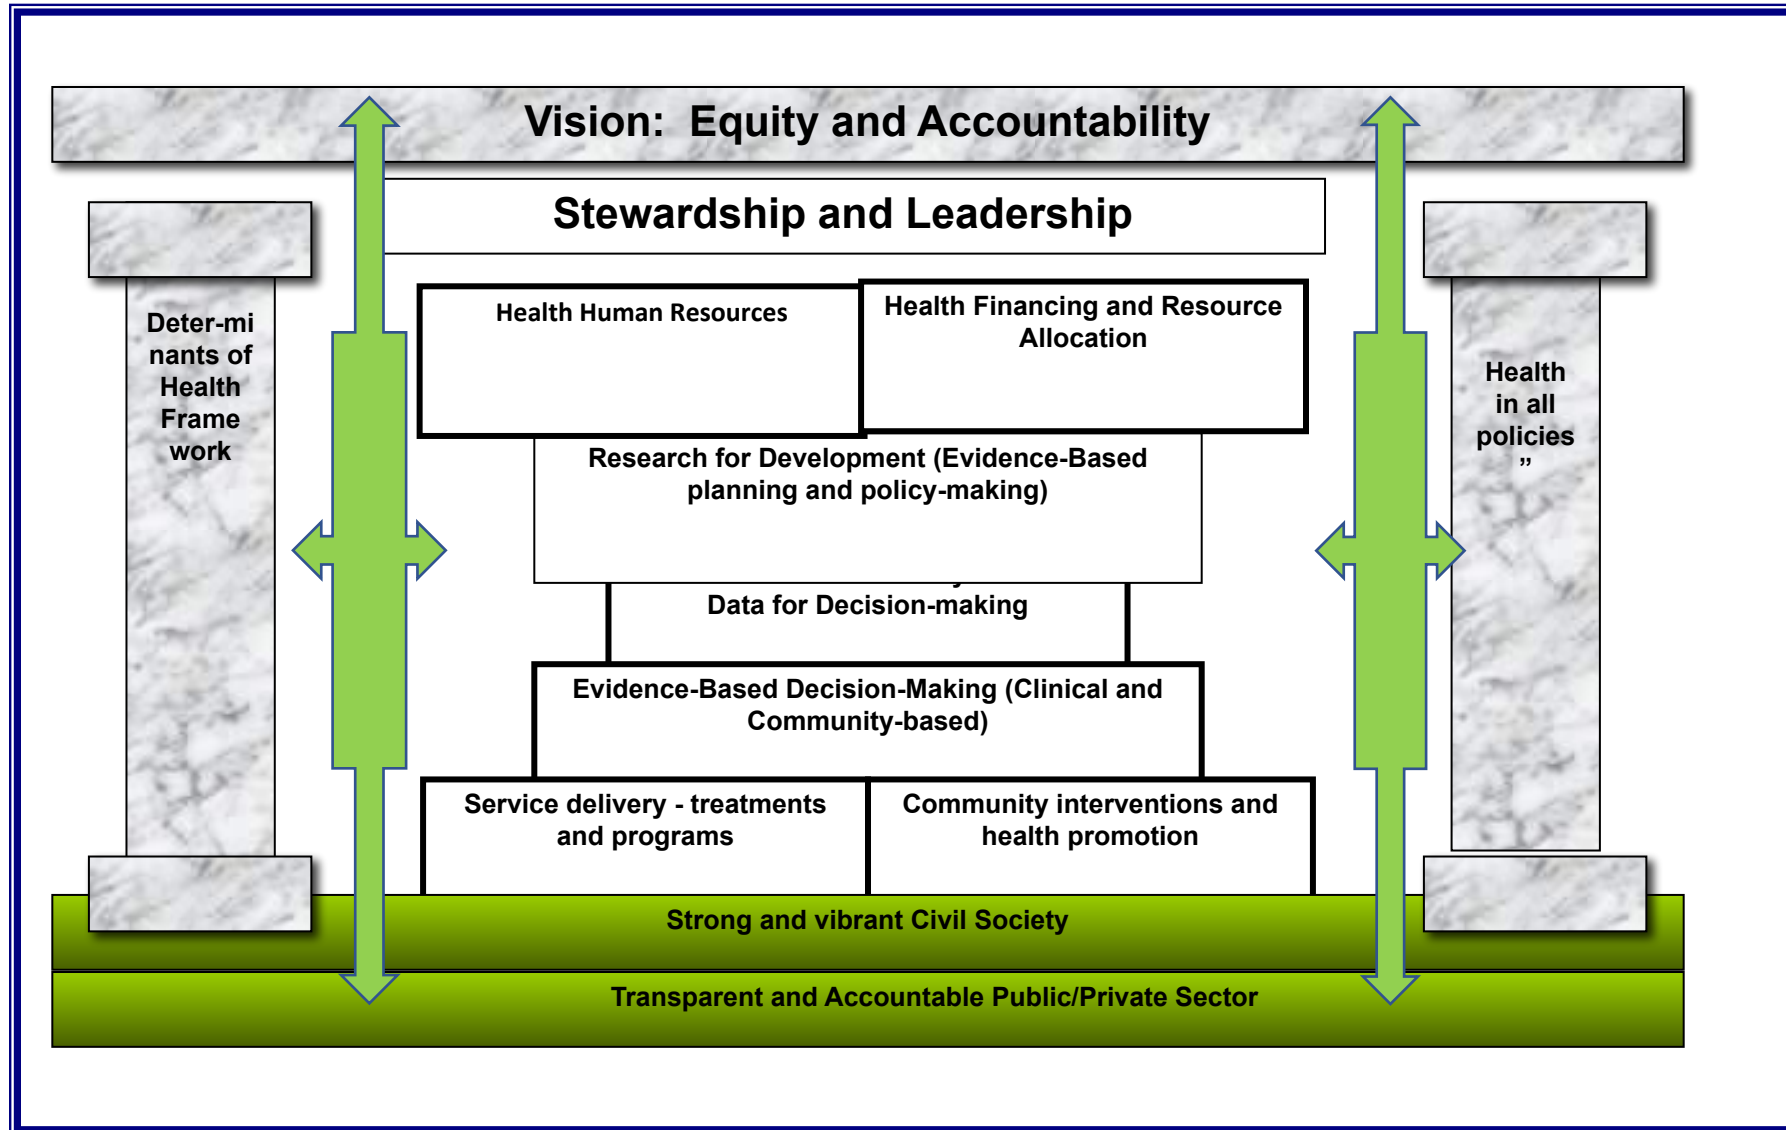 Vision:  Equity and Accountability
Stewardship and Leadership
Deter-mi
nants of
Health
Frame
work
Health Human Resources
Health Financing and Resource
Allocation
Health
in all
policies
”
Research for Development (Evidence-Based
planning and policy-making)
Data for Decision-making
Evidence-Based Decision-Making (Clinical and
Community-based)
Service delivery - treatments
and programs
Community interventions and
health promotion
Strong and vibrant Civil Society
Transparent and Accountable Public/Private Sector